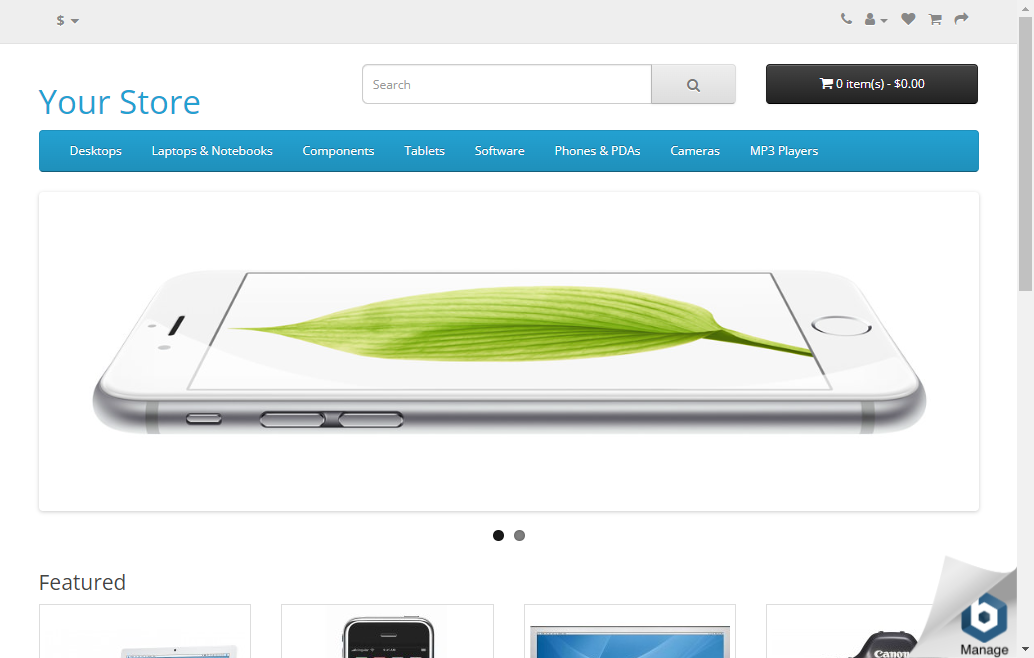 $
Search
0 item(s) - $0.00
Your Store
Desktops
Laptops & Notebooks
Components
Tablets
Software
Phones & PDAs
Cameras
MP3 Players
Featured
Canon
b
Manage